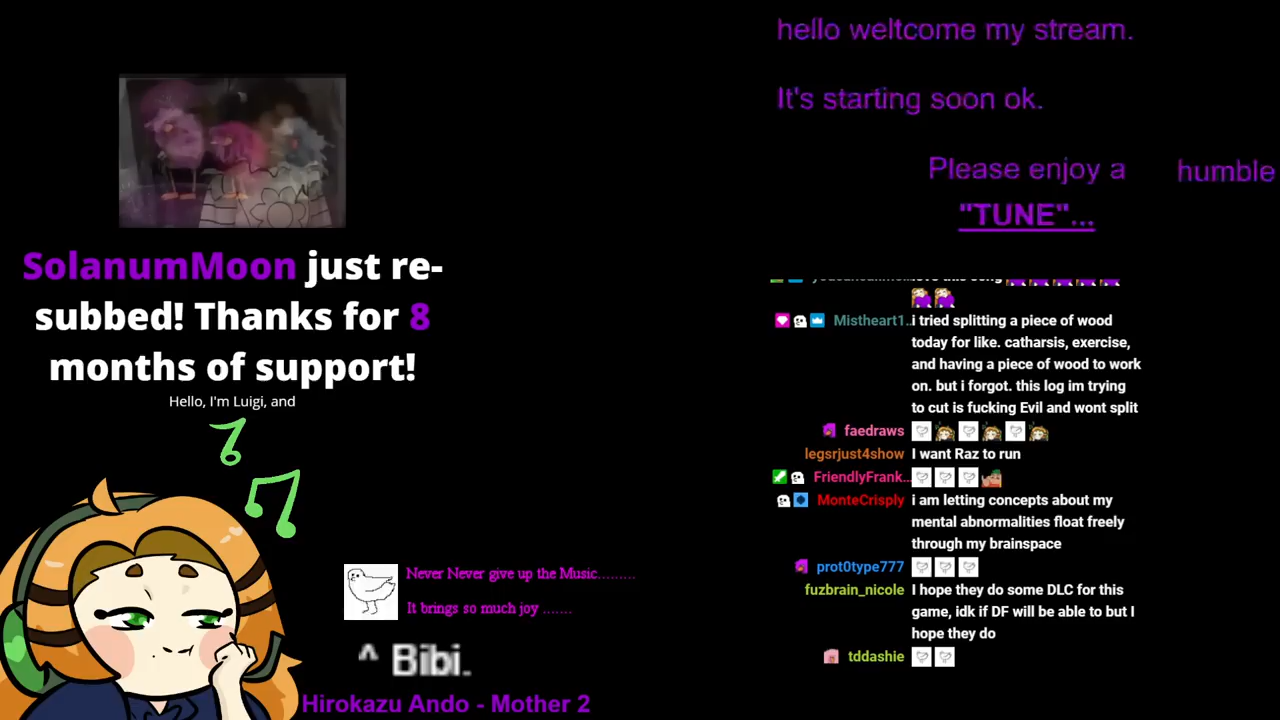 hello weltcome my stream.
It's starting soon ok.
Please enjoy a humble
"TUNE"...
SolanumMoon just re-
subbed! Thanks for 8
months of support!
Hello, I'm Luigi, and
Mistheart1.. i tried splitting a piece of wood
today for like. catharsis, exercise,
and having a piece of wood to work
on. but i forgot. this log im trying
to cut is fucking Evil and wont split
faedraws
legsrjust4show I want Raz to run
FriendlyFrank...
MonteCrisply i am letting concepts about my
mental abnormalities float freely
through my brainspace
prot0type777
fuzbrain_nicole I hope they do some DLC for this
game, idk if DF will be able to but I
hope they do
tddashie
Never Never give up the Music.........
It brings so much joy .......
^ Bibi.
Hirokazu Ando - Mother 2